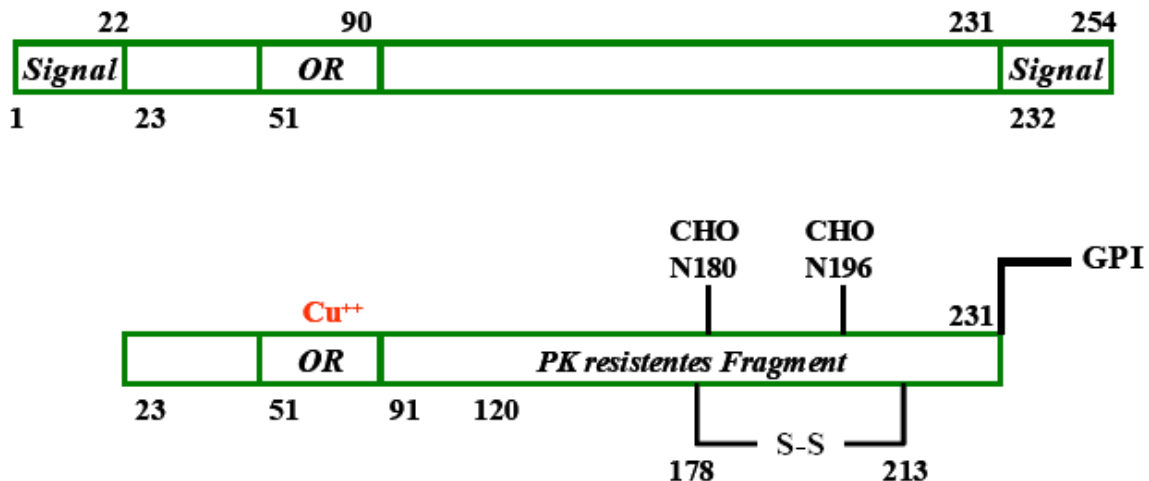 22 90 231 254
Signal OR Signal
1 23 51 232
CHO CHO
N180 N196
GPI
Cu⁺⁺ 231
OR PK resistentes Fragment
23 51 91 120
S-S
178 213